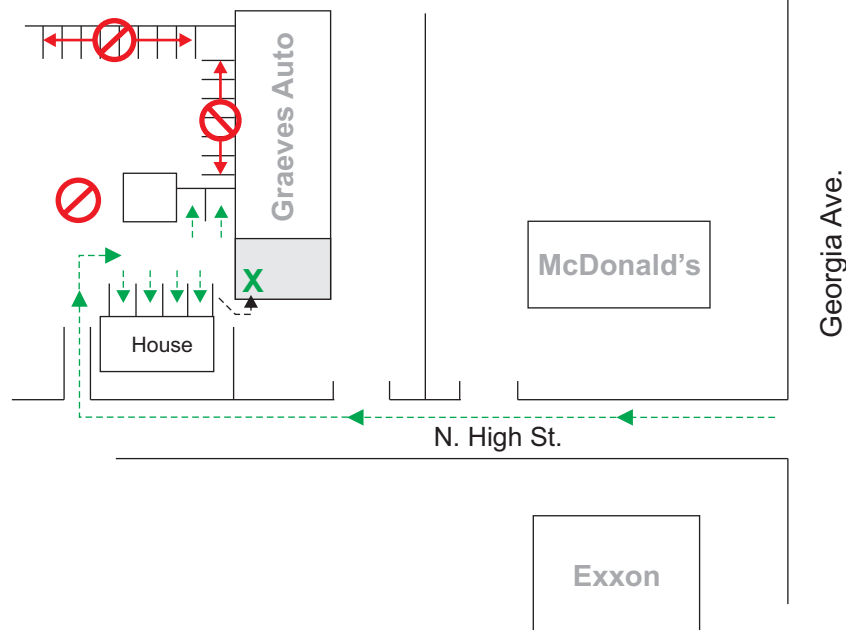 Graeves Auto
X
House
McDonald's
Georgia Ave.
N. High St.
Exxon